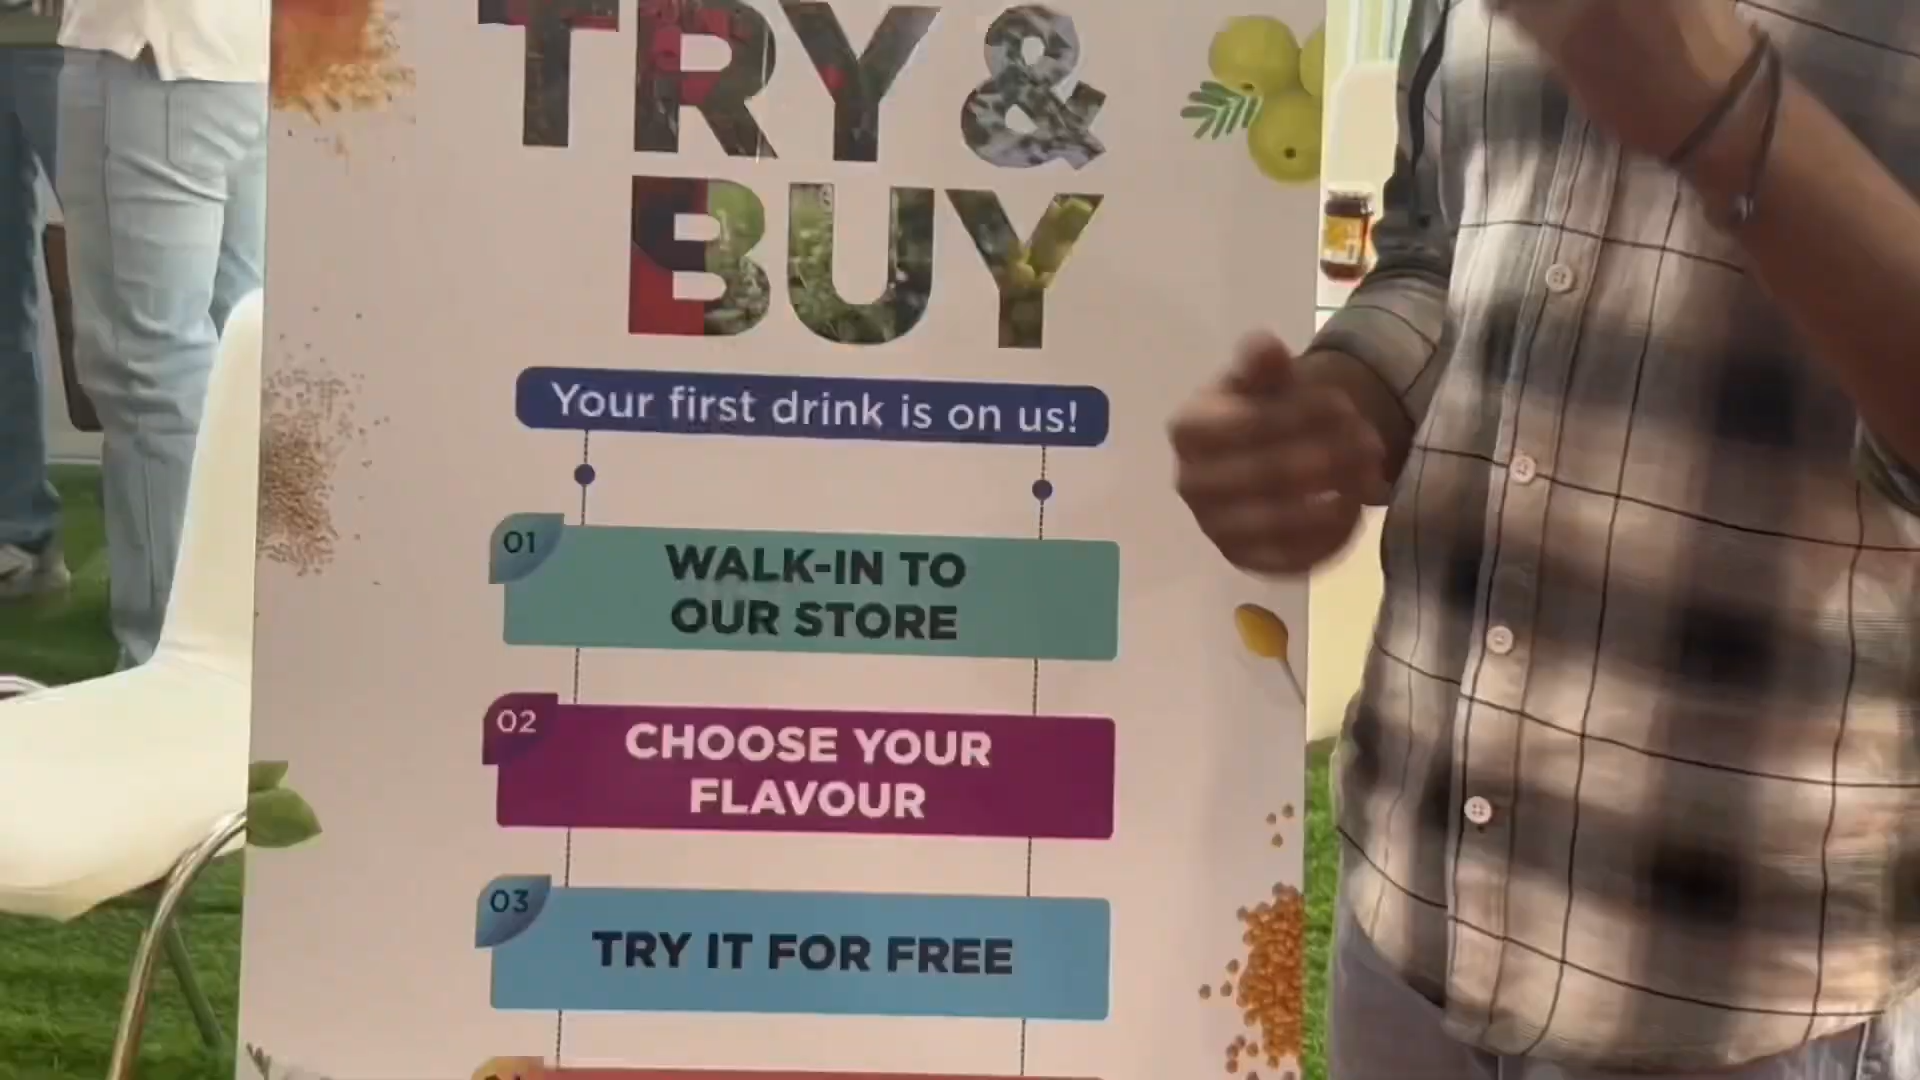 TRY &
BUY
Your first drink is on us!
01
WALK-IN TO
OUR STORE
02
CHOOSE YOUR
FLAVOUR
03
TRY IT FOR FREE